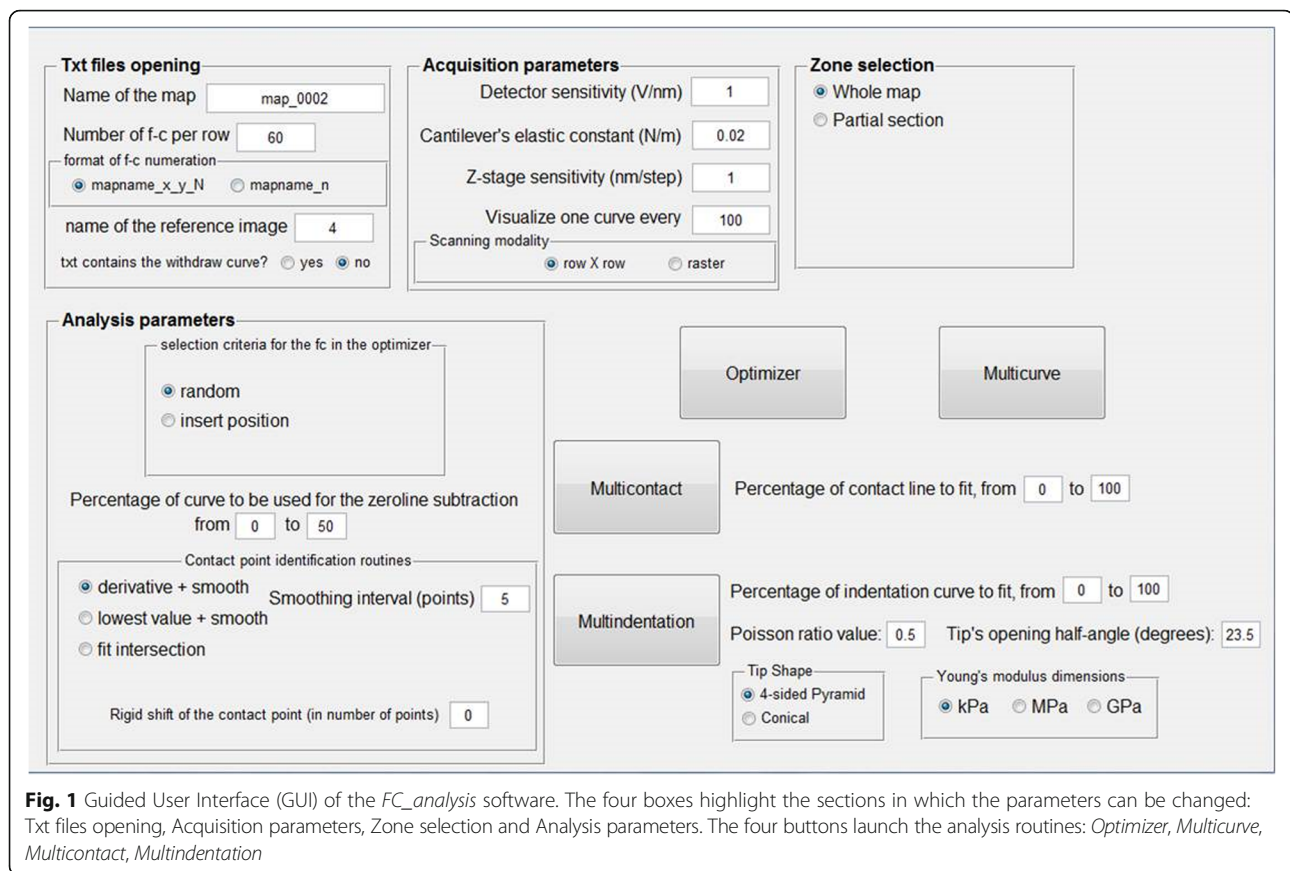 Txt files opening
Name of the map map_0002
Number of f-c per row 60
format of f-c numeration
mapname_x_y_N mapname_n
name of the reference image 4
txt contains the withdraw curve? yes no
Acquisition parameters
Detector sensitivity (V/nm) 1
Cantilever's elastic constant (N/m) 0.02
Z-stage sensitivity (nm/step) 1
Visualize one curve every 100
Scanning modality
row X row raster
Zone selection
Whole map
Partial section
Analysis parameters
selection criteria for the fc in the optimizer
random
insert position
Percentage of curve to be used for the zeroline subtraction
from 0 to 50
Contact point identification routines
derivative + smooth
Smoothing interval (points) 5
lowest value + smooth
fit intersection
Rigid shift of the contact point (in number of points) 0
Optimizer
Multicurve
Multicontact
Percentage of contact line to fit, from 0 to 100
Multindentation
Percentage of indentation curve to fit, from 0 to 100
Poisson ratio value: 0.5 Tip's opening half-angle (degrees): 23.5
Tip Shape
4-sided Pyramid
Conical
Young's modulus dimensions
kPa MPa GPa
Fig. 1 Guided User Interface (GUI) of the FC_analysis software. The four boxes highlight the sections in which the parameters can be changed:
Txt files opening, Acquisition parameters, Zone selection and Analysis parameters. The four buttons launch the analysis routines: Optimizer, Multicurve,
Multicontact, Multindentation